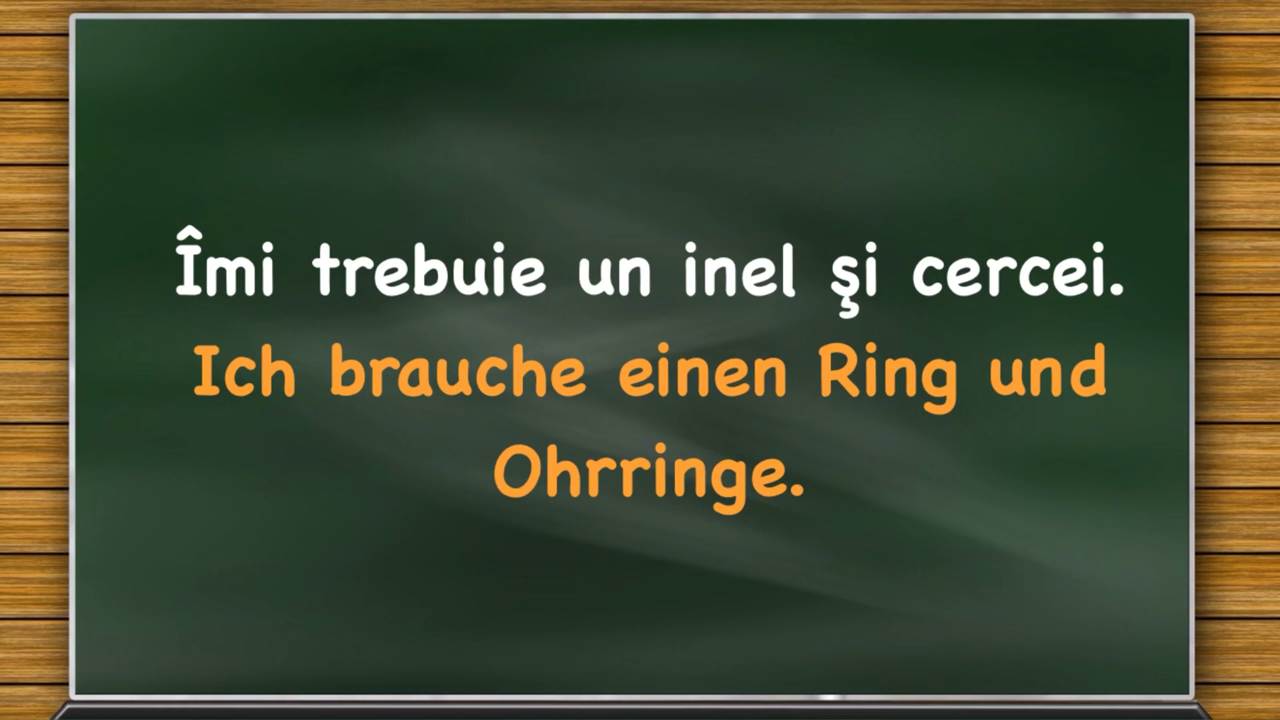 Îmi trebuie un inel şi cercei.
Ich brauche einen Ring und
Ohrringe.